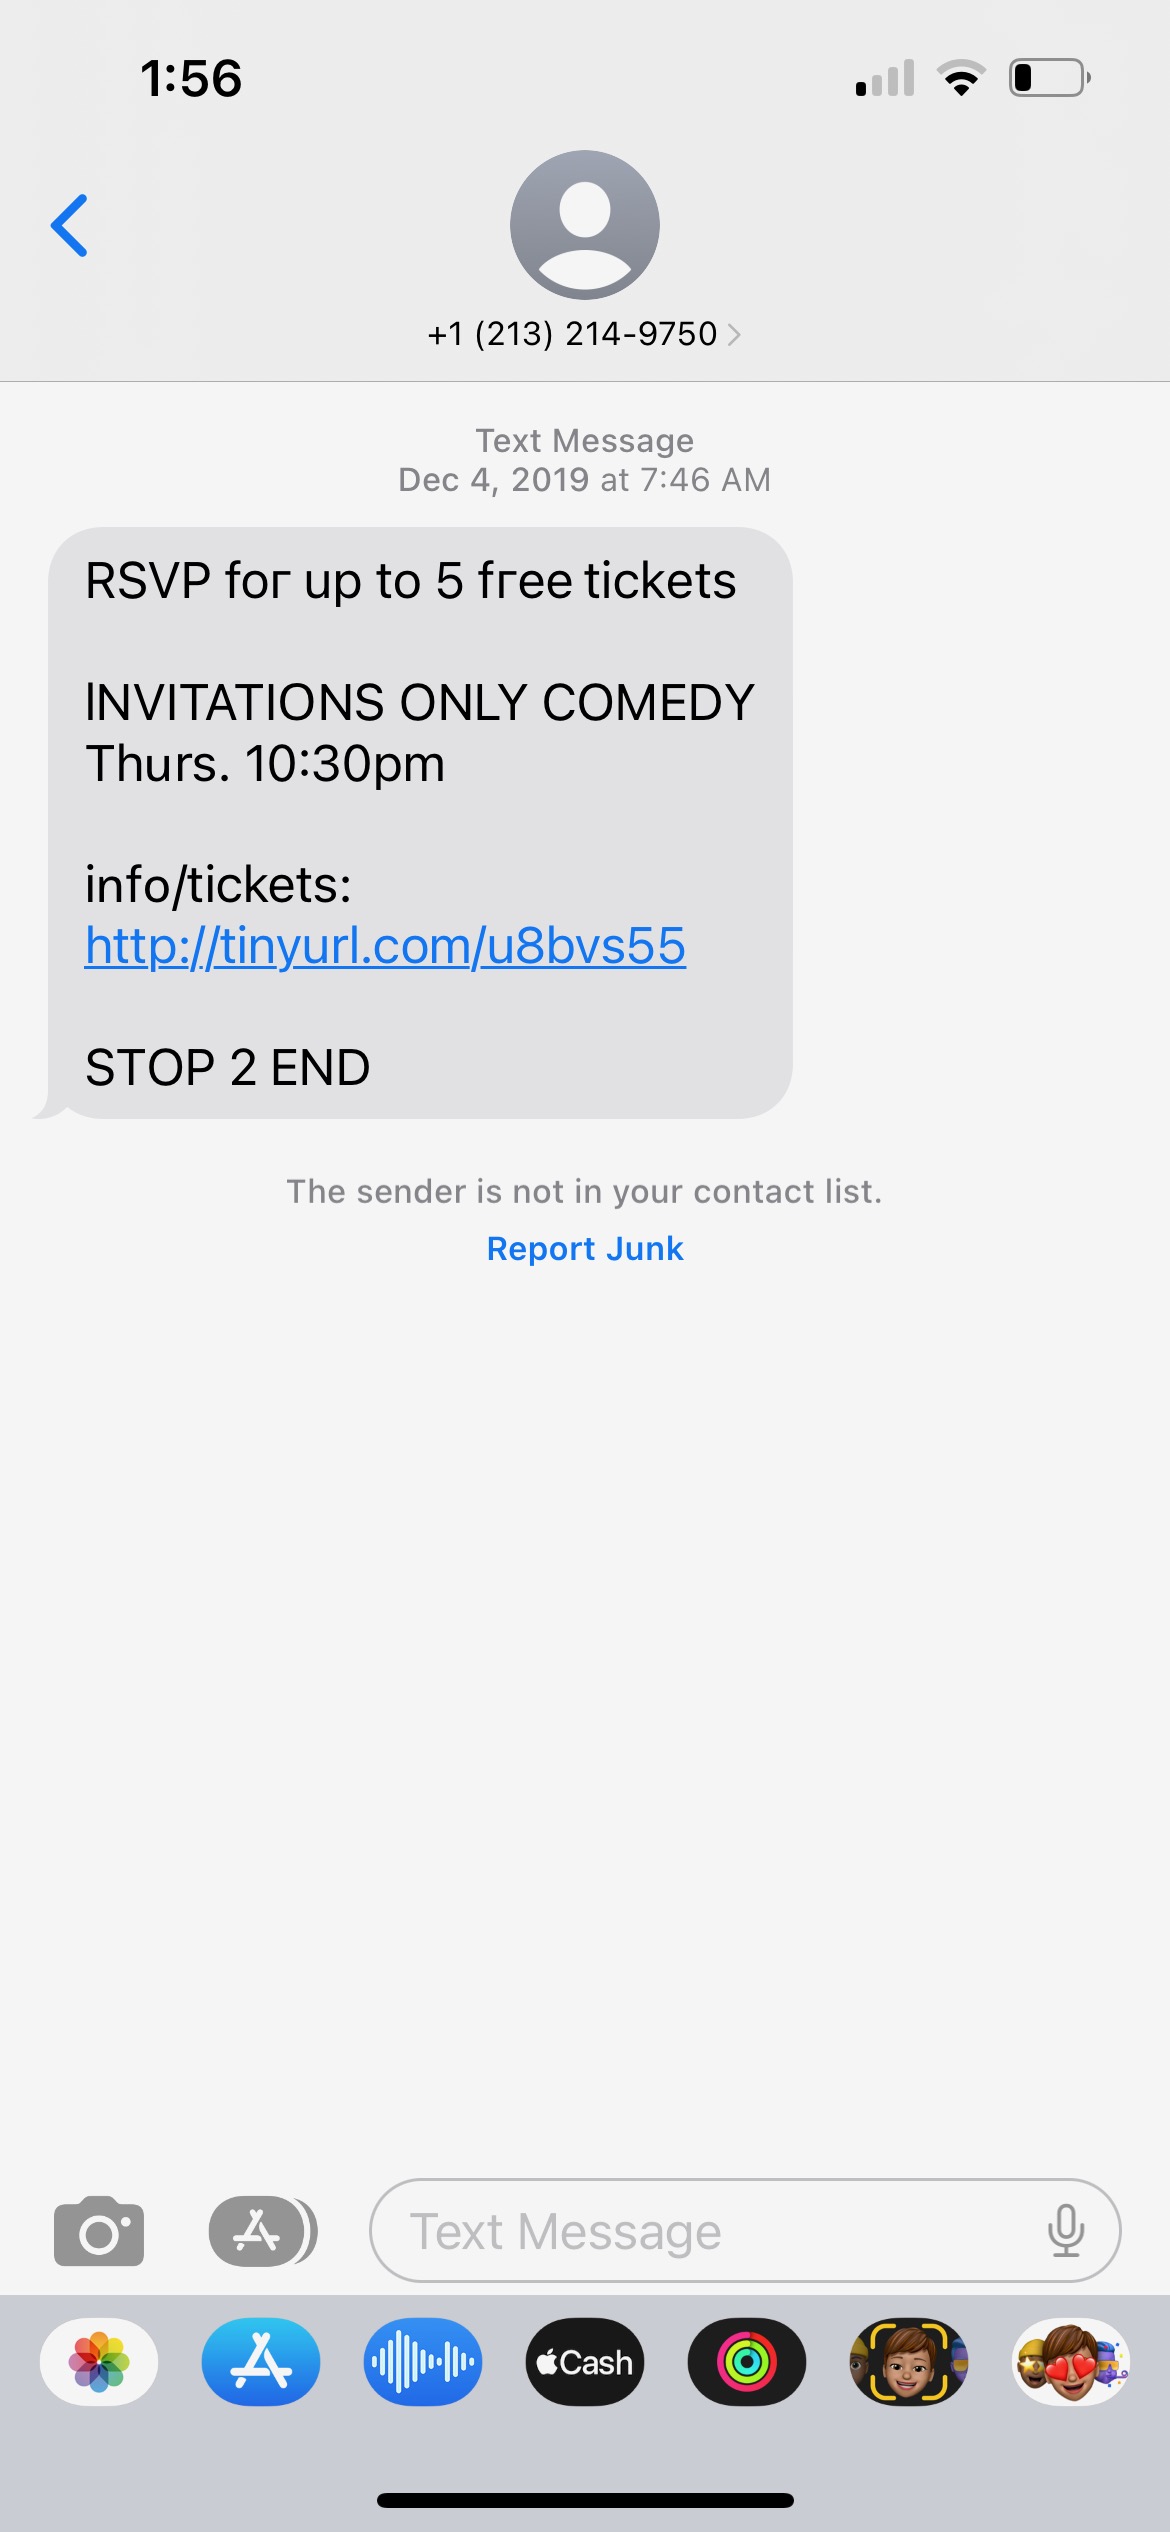 1:56
+1 (213) 214-9750
Text Message
Dec 4, 2019 at 7:46 AM
RSVP foг up to 5 fгee tickets
INVITATIONS ONLY COMEDY
Thurs. 10:30pm
info/tickets:
http://tinyurl.com/u8bvs55
STOP 2 END
The sender is not in your contact list.
Report Junk
Text Message
Cash